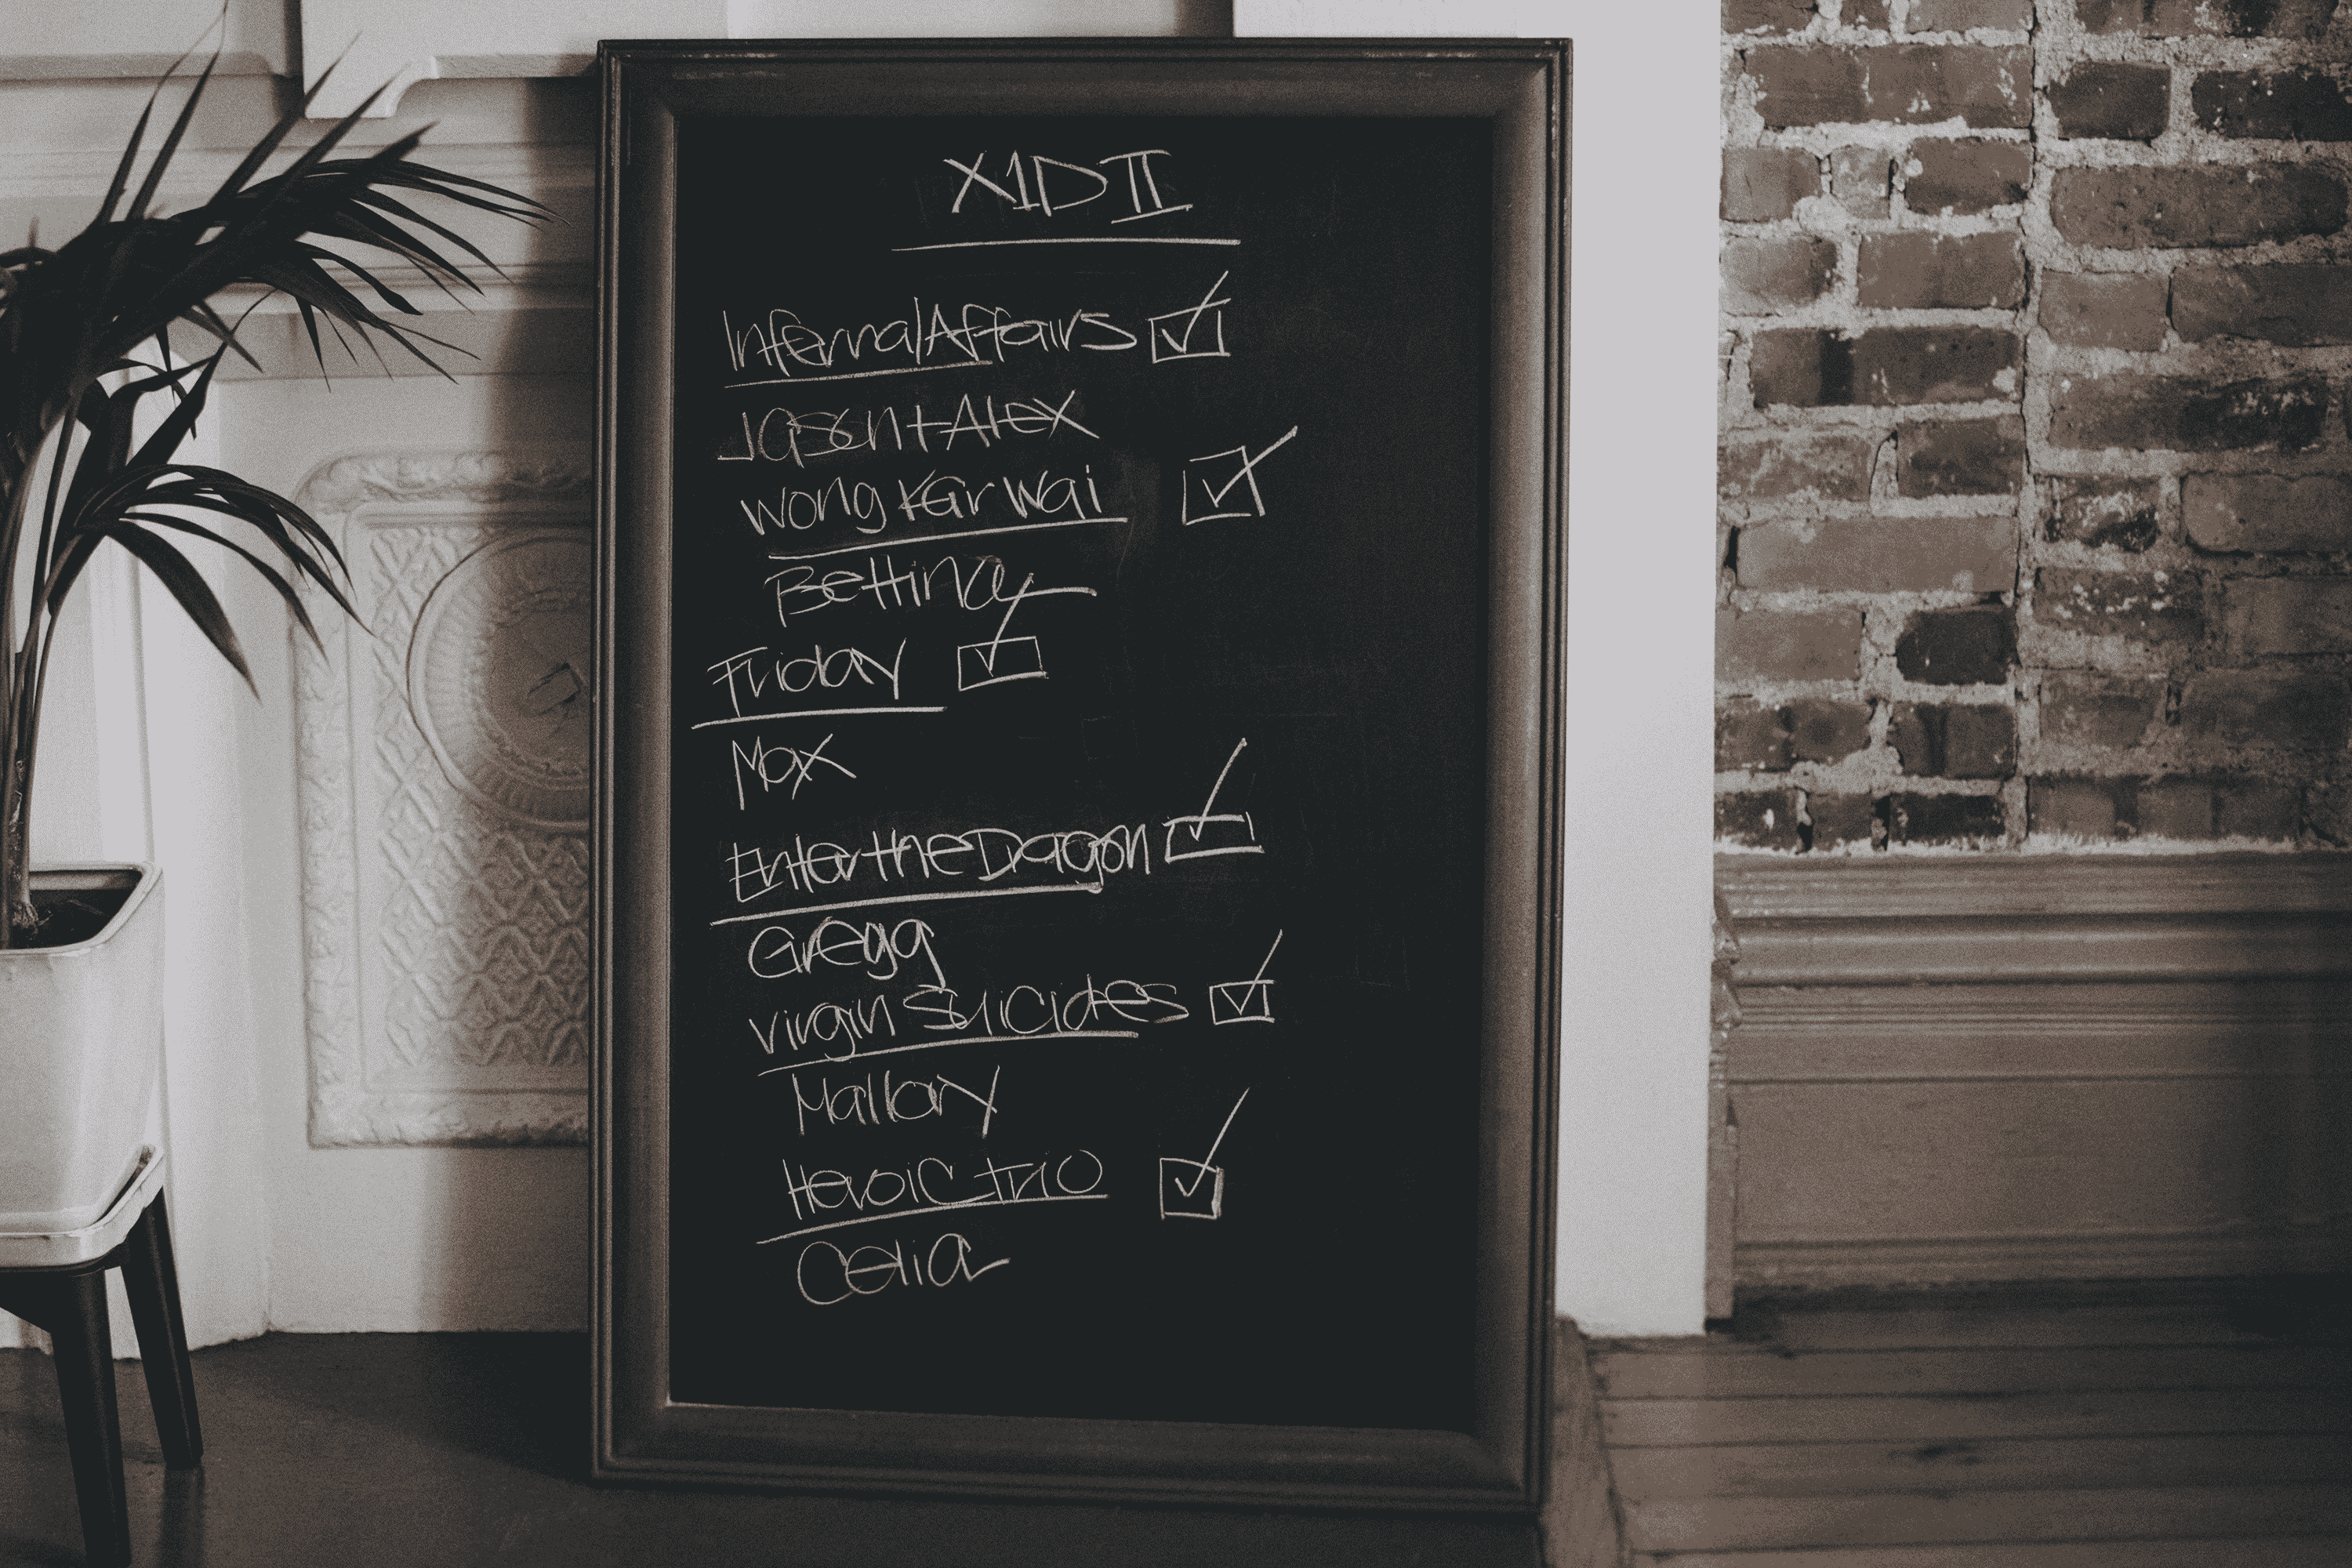 X1D II
Infernal Affairs
Jason + Alex
Wong Kar Wai
Bettina
Friday
Max
Enter the Dragon
Gregg
Virgin Suicides
Mallory
Heroic Trio
Celia